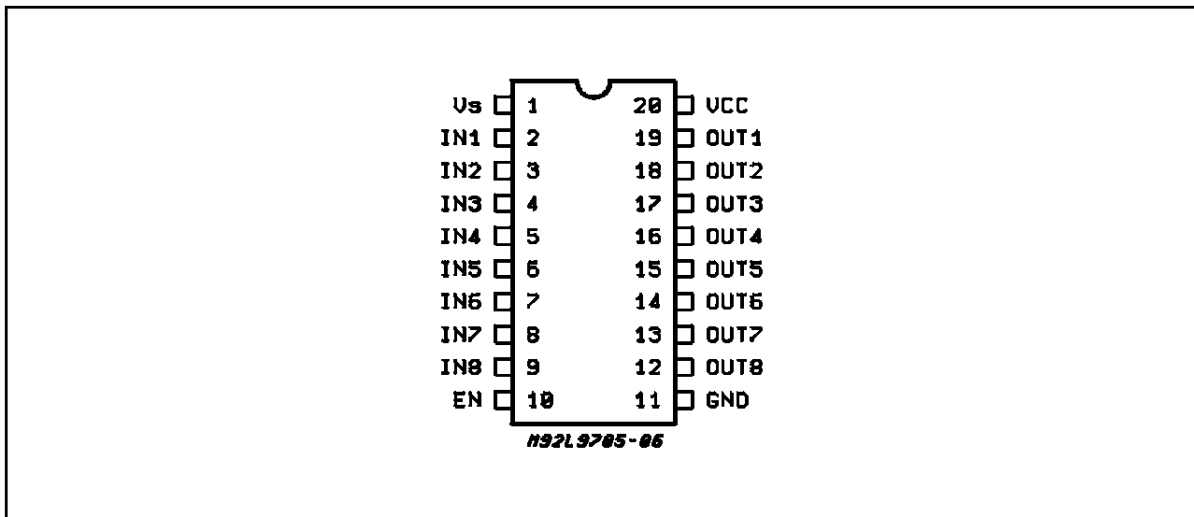 Vs 1 20 VCC
IN1 2 19 OUT1
IN2 3 18 OUT2
IN3 4 17 OUT3
IN4 5 16 OUT4
IN5 6 15 OUT5
IN6 7 14 OUT6
IN7 8 13 OUT7
IN8 9 12 OUT8
EN 10 11 GND
M92L9705-06